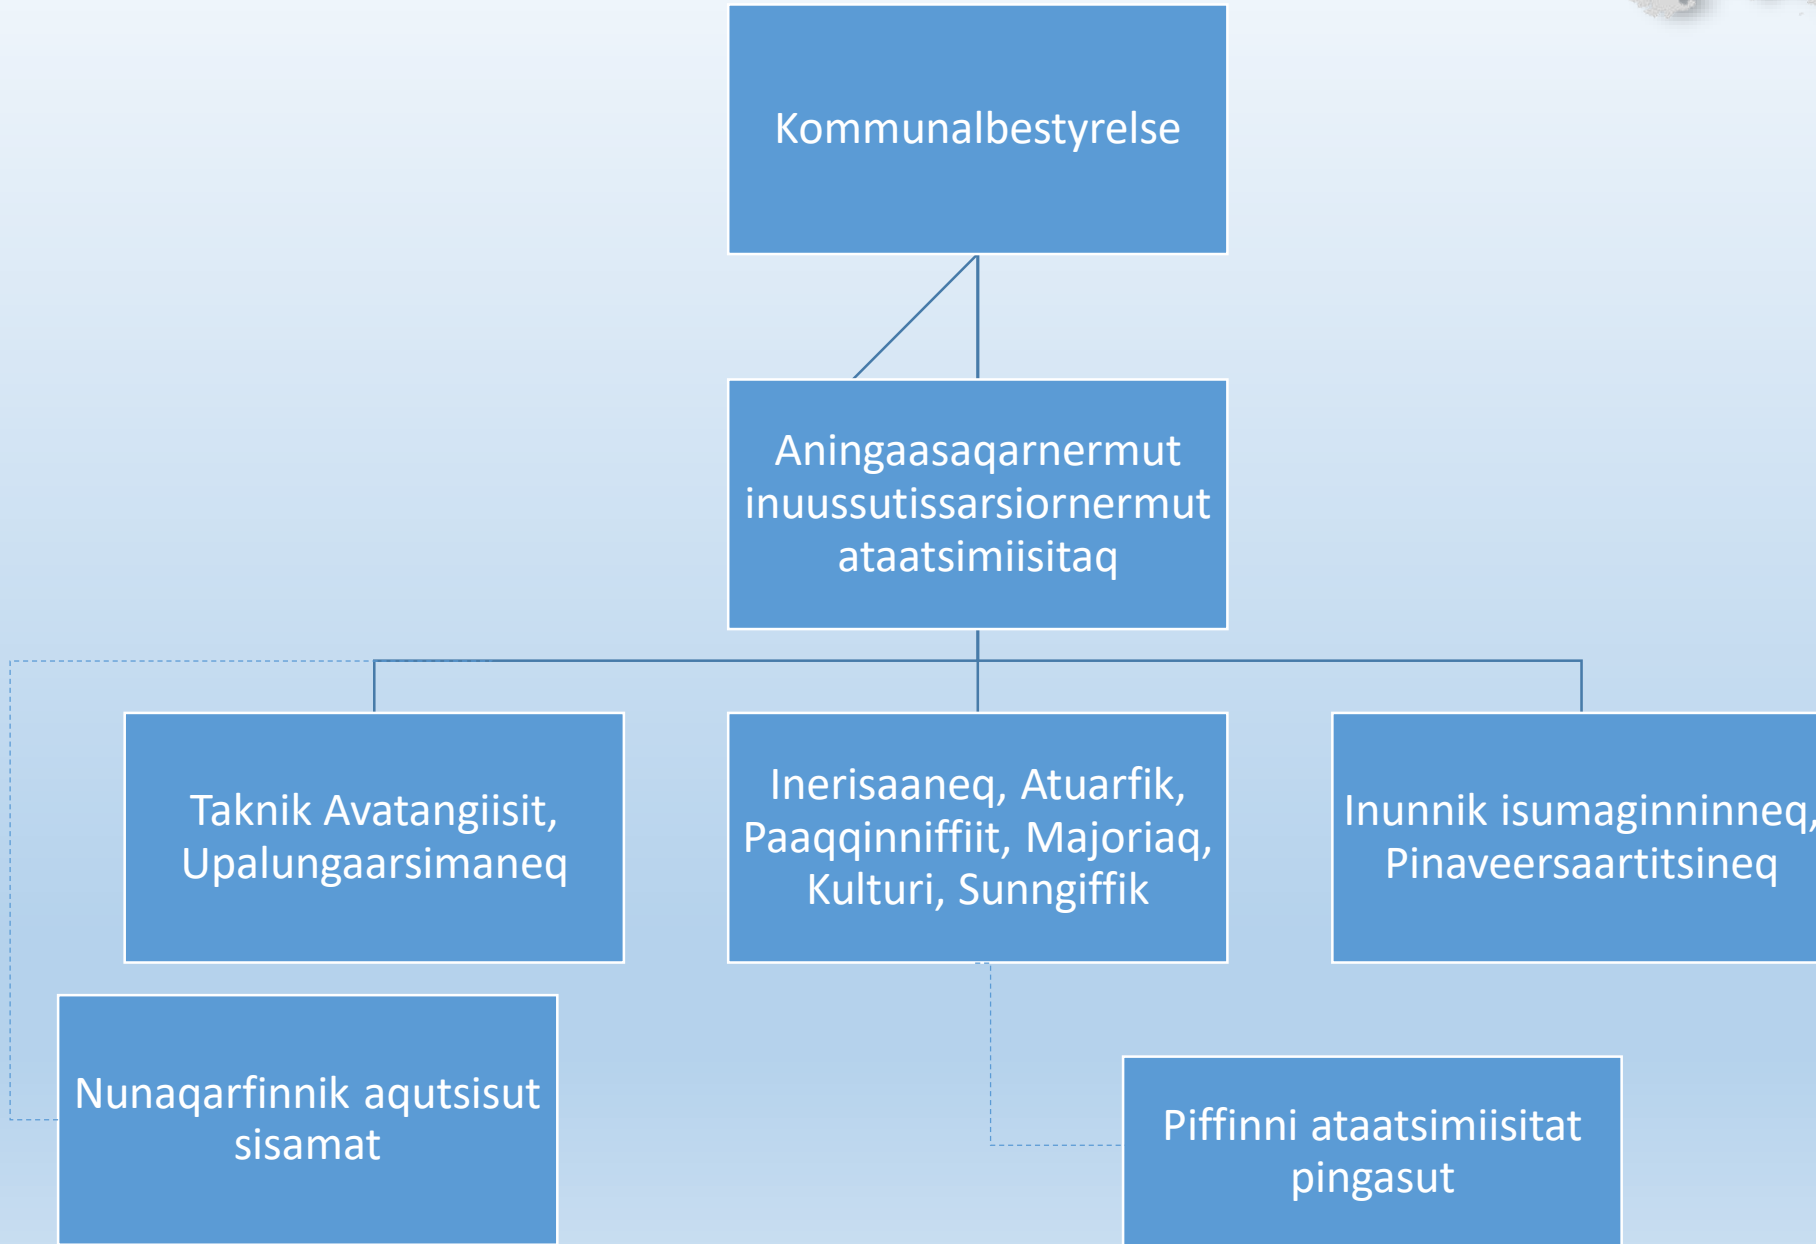 Kommunalbestyrelse
Aningaasaqarnermut
inuussutissarsiornermut
ataatsimiisitaq
Taknik Avatangiisit,
Upalungaarsimaneq
Inerisaaneq, Atuarfik,
Paaqqinniffiit, Majoriaq,
Kulturi, Sunngiffik
Inunnik isumaginninneq,
Pinaveersaartitsineq
Nunaqarfinnik aqutsisut
sisamat
Piffinni ataatsimiisitat
pingasut